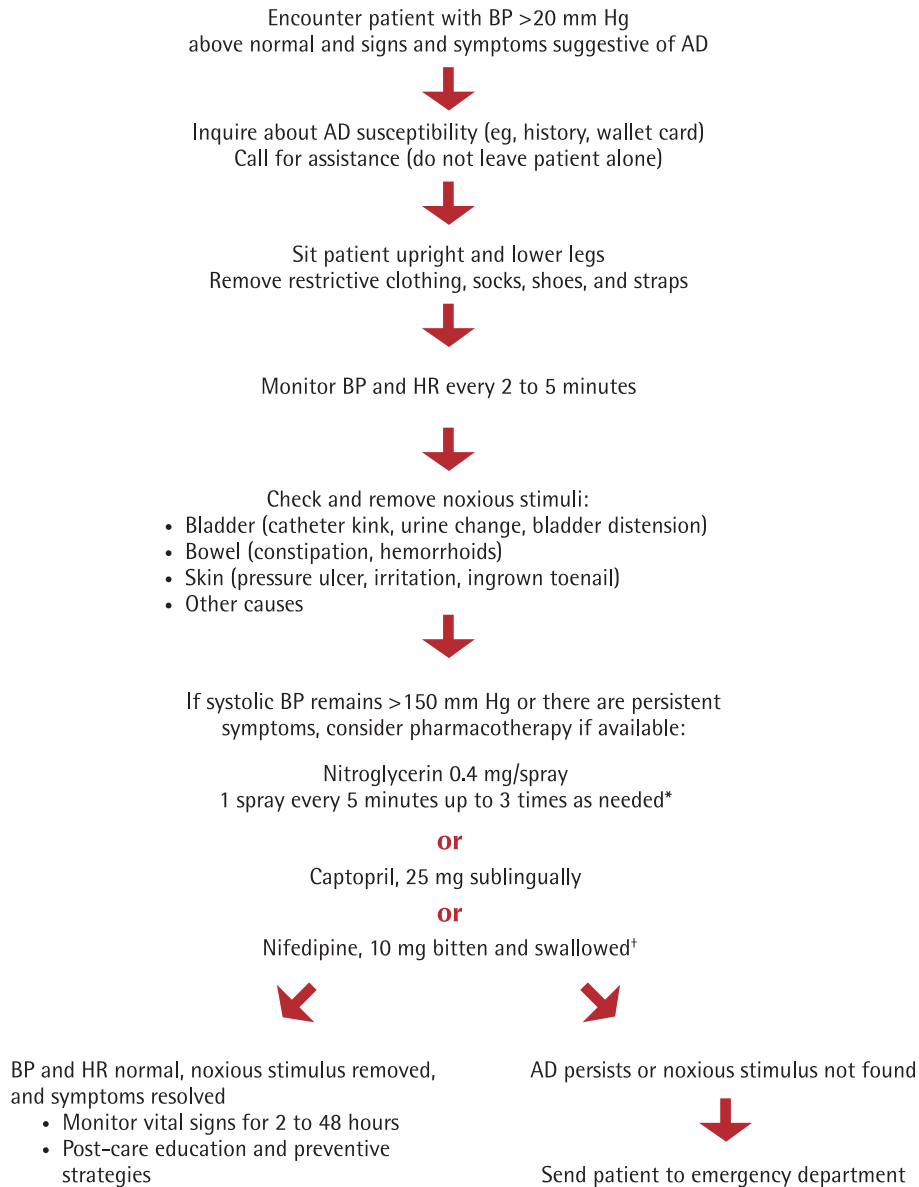 Encounter patient with BP >20 mm Hg
above normal and signs and symptoms suggestive of AD
Inquire about AD susceptibility (eg, history, wallet card)
Call for assistance (do not leave patient alone)
Sit patient upright and lower legs
Remove restrictive clothing, socks, shoes, and straps
Monitor BP and HR every 2 to 5 minutes
Check and remove noxious stimuli:
• Bladder (catheter kink, urine change, bladder distension)
• Bowel (constipation, hemorrhoids)
• Skin (pressure ulcer, irritation, ingrown toenail)
• Other causes
If systolic BP remains >150 mm Hg or there are persistent
symptoms, consider pharmacotherapy if available:
Nitroglycerin 0.4 mg/spray
1 spray every 5 minutes up to 3 times as needed*
or
Captopril, 25 mg sublingually
or
Nifedipine, 10 mg bitten and swallowed†
BP and HR normal, noxious stimulus removed,
and symptoms resolved
• Monitor vital signs for 2 to 48 hours
• Post-care education and preventive
strategies
AD persists or noxious stimulus not found
Send patient to emergency department